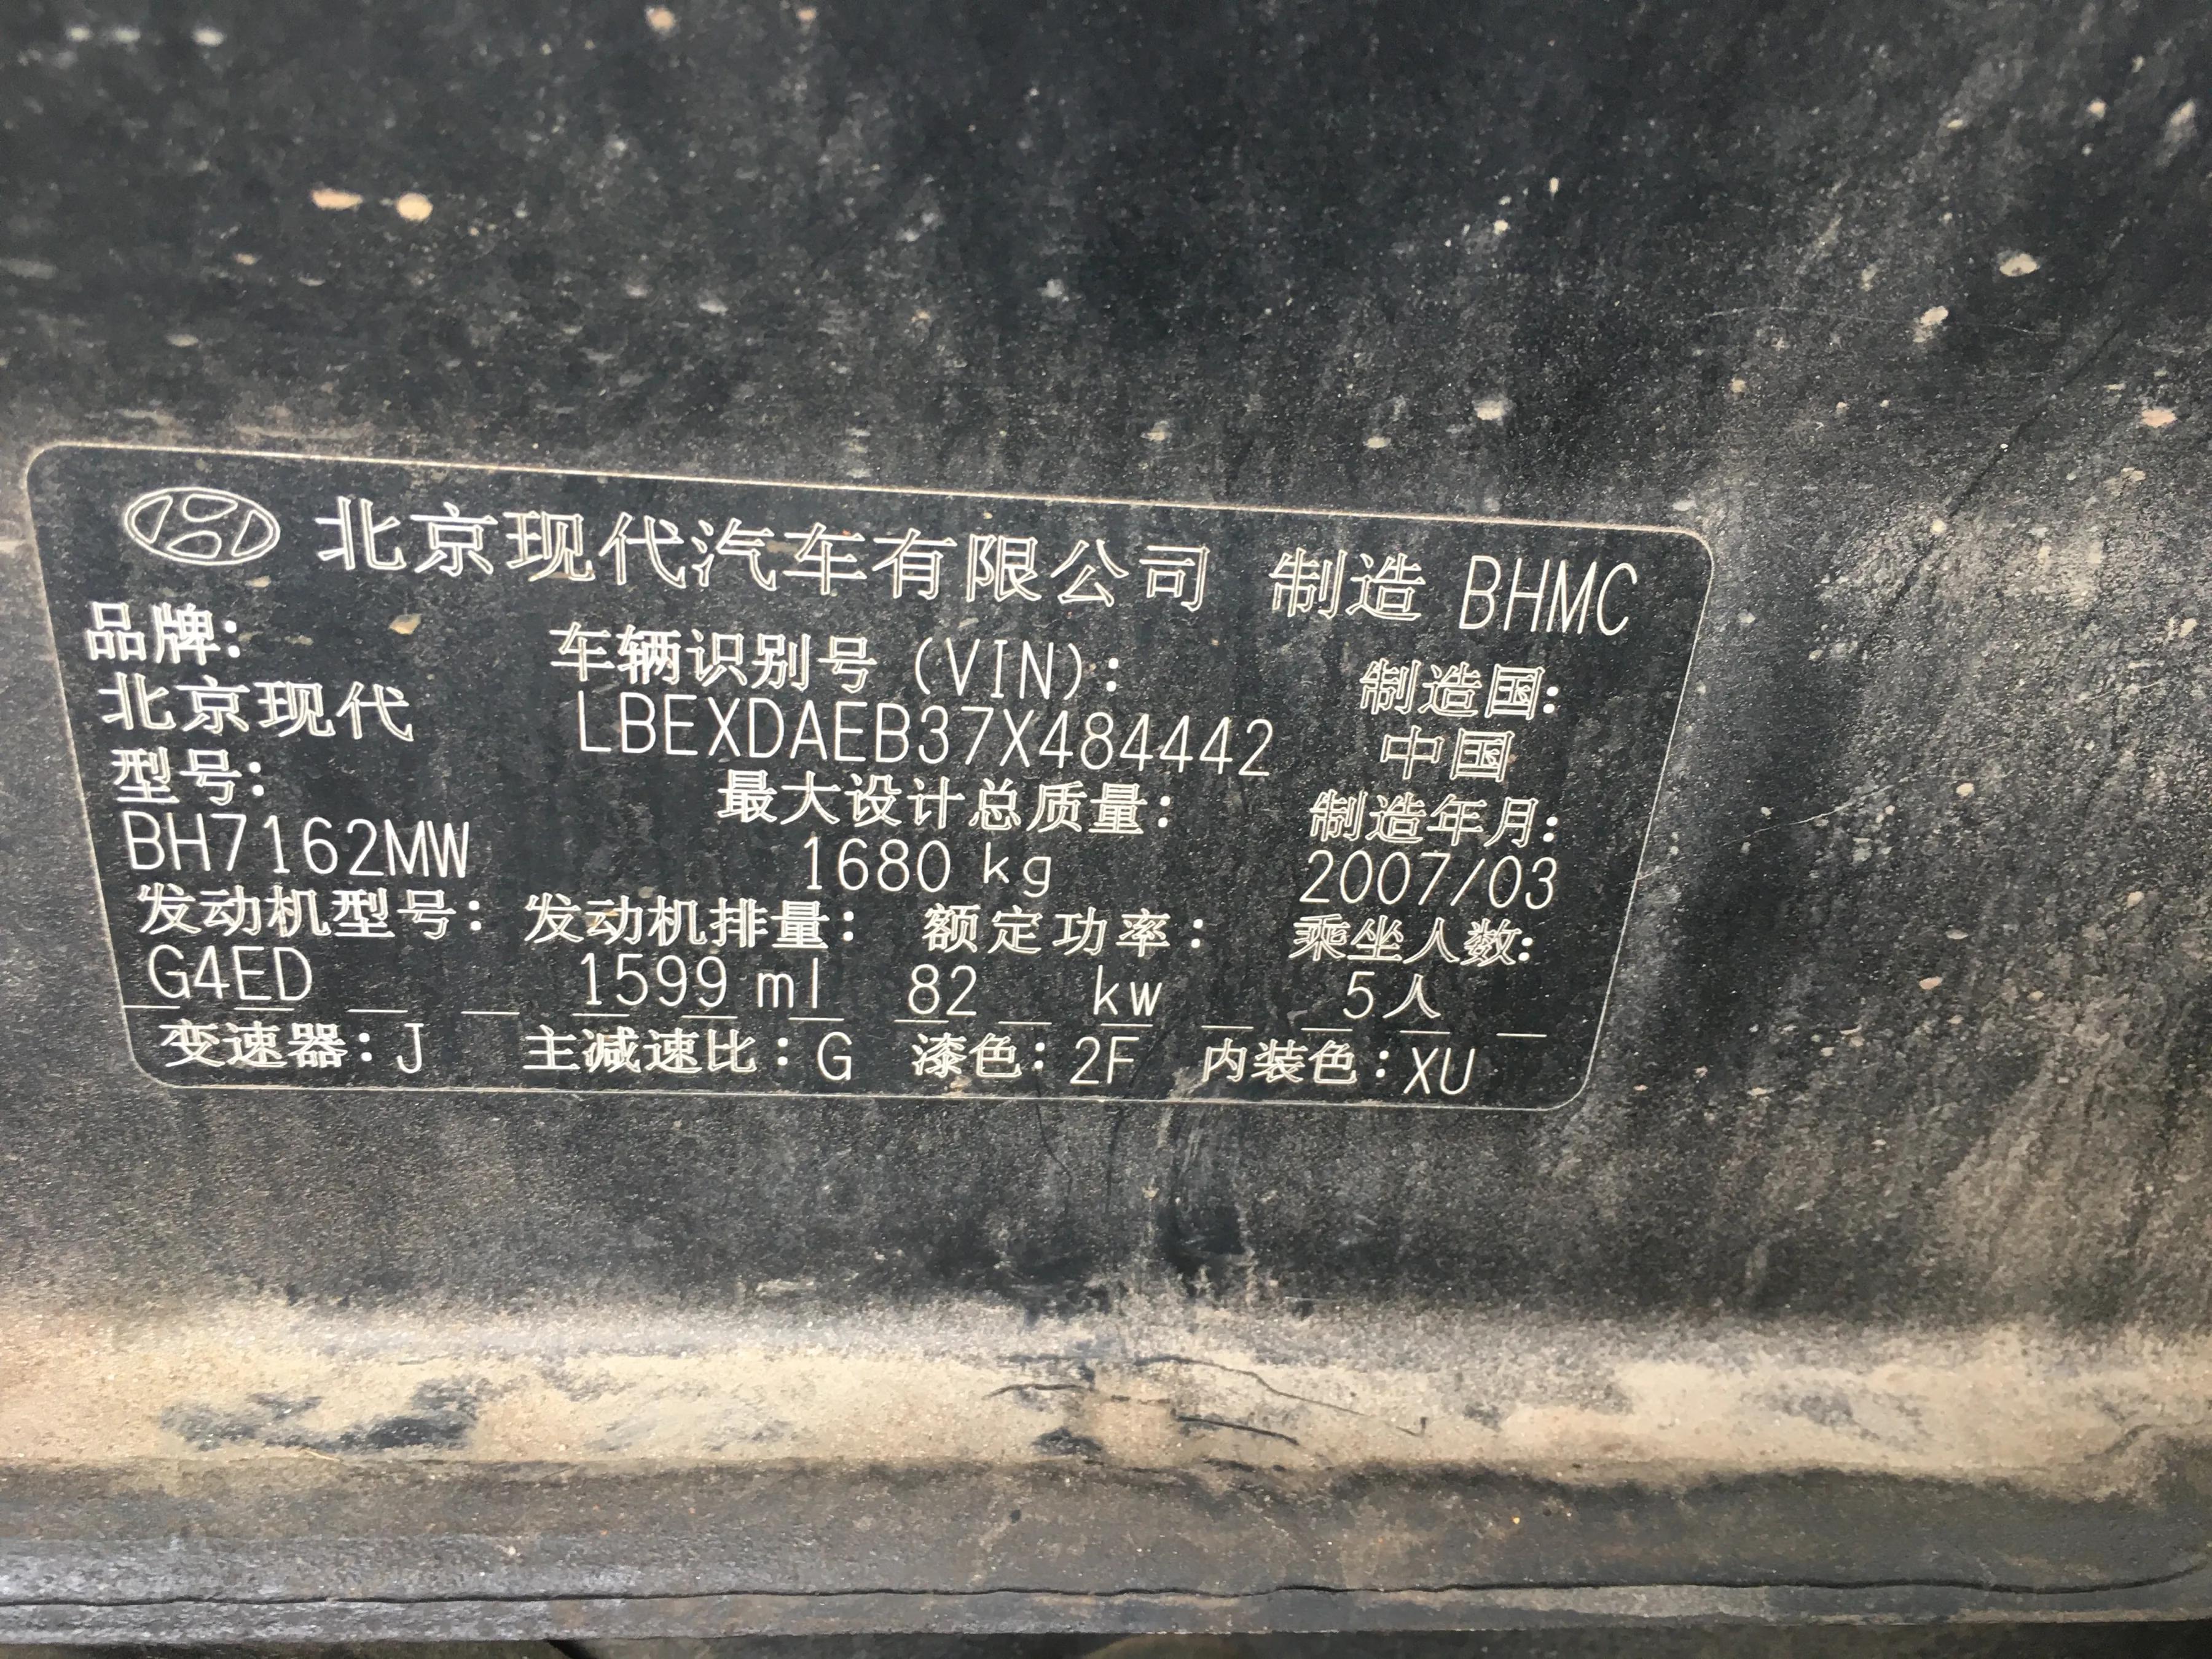 北京现代汽车有限公司 制造 BHMC
品牌: 车辆识别号 (VIN): 制造国:
北京现代 LBEXDAEB37X484442 中国
型号: 最大设计总质量: 制造年月:
BH7162MW 1680 kg 2007/03
发动机型号: 发动机排量: 额定功率: 乘坐人数:
G4ED 1599 ml 82 kw 5人
变速器:J 主减速比:G 漆色:2F 内装色:XU